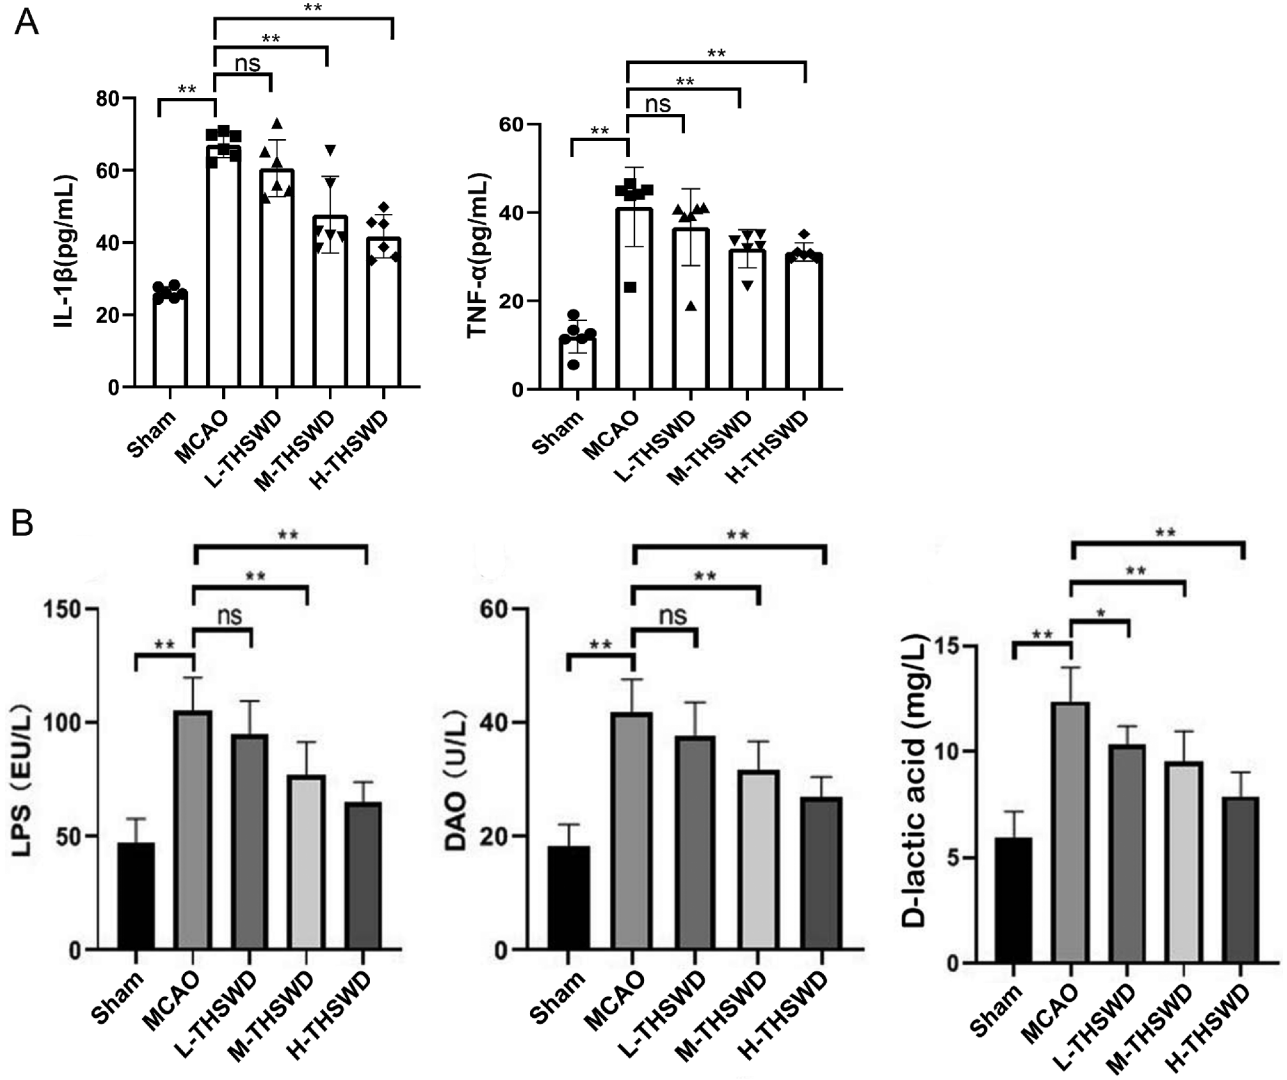 A
**
**
ns
**
80
60
40
20
0
IL-1β(pg/mL)
Sham
MCAO
L-THSWD
M-THSWD
H-THSWD
**
**
ns
**
60
40
20
0
TNF-α(pg/mL)
Sham
MCAO
L-THSWD
M-THSWD
H-THSWD
B
**
**
ns
**
150
100
50
0
LPS（EU/L）
Sham
MCAO
L-THSWD
M-THSWD
H-THSWD
**
**
ns
**
60
40
20
0
DAO（U/L）
Sham
MCAO
L-THSWD
M-THSWD
H-THSWD
**
**
*
**
15
10
5
0
D-lactic acid (mg/L)
Sham
MCAO
L-THSWD
M-THSWD
H-THSWD